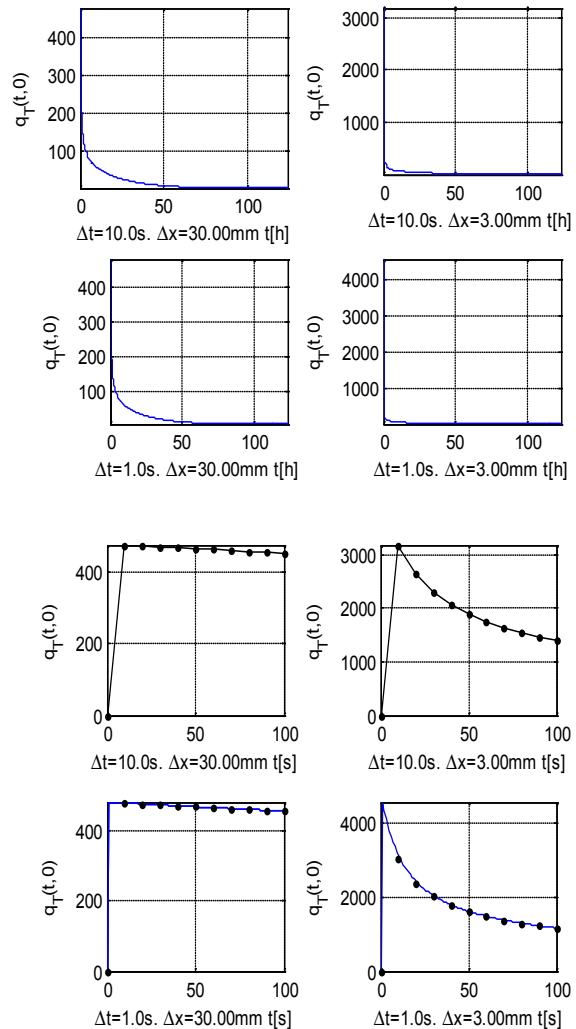 400
300
200
100
q_T(t,0)
0 50 100
Δt=10.0s. Δx=30.00mm t[h]
3000
2000
1000
q_T(t,0)
0 50 100
Δt=10.0s. Δx=3.00mm t[h]
400
300
200
100
q_T(t,0)
0 50 100
Δt=1.0s. Δx=30.00mm t[h]
4000
3000
2000
1000
q_T(t,0)
0 50 100
Δt=1.0s. Δx=3.00mm t[h]
400
200
0
q_T(t,0)
0 50 100
Δt=10.0s. Δx=30.00mm t[s]
3000
2000
1000
0
q_T(t,0)
0 50 100
Δt=10.0s. Δx=3.00mm t[s]
400
200
0
q_T(t,0)
0 50 100
Δt=1.0s. Δx=30.00mm t[s]
4000
2000
0
q_T(t,0)
0 50 100
Δt=1.0s. Δx=3.00mm t[s]